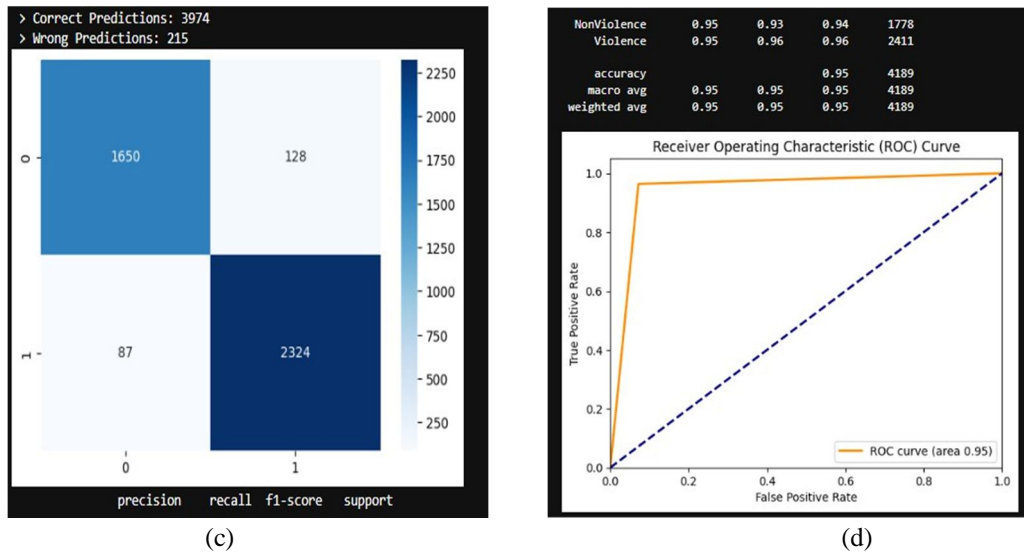 > Correct Predictions: 3974
> Wrong Predictions: 215
0
1650
128
1
87
2324
0 1
2250
2000
1750
1500
1250
1000
750
500
250
precision recall f1-score support
(c)
NonViolence 0.95 0.93 0.94 1778
Violence 0.95 0.96 0.96 2411
accuracy 0.95 4189
macro avg 0.95 0.95 0.95 4189
weighted avg 0.95 0.95 0.95 4189
Receiver Operating Characteristic (ROC) Curve
True Positive Rate
1.0
0.8
0.6
0.4
0.2
0.0
ROC curve (area 0.95)
0.0 0.2 0.4 0.6 0.8 1.0
False Positive Rate
(d)